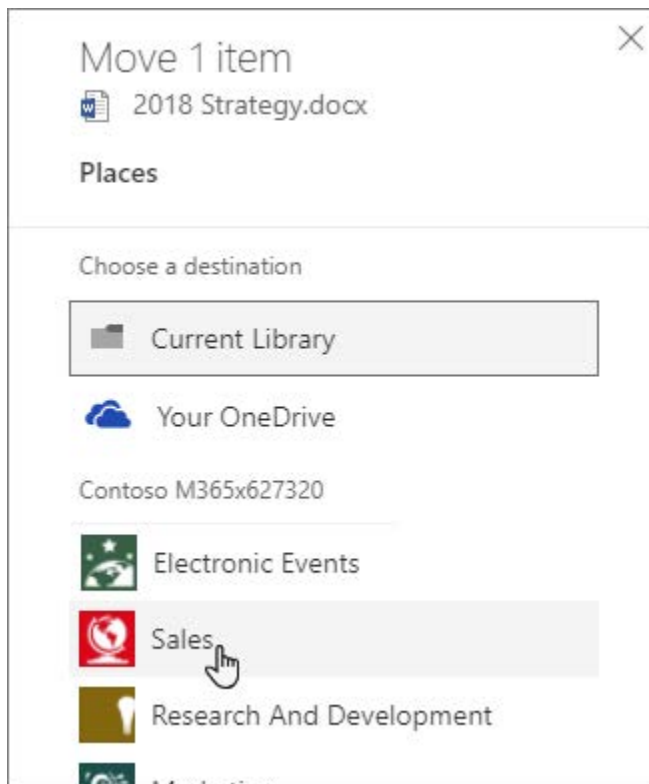 Move 1 item
2018 Strategy.docx
Places
Choose a destination
Current Library
Your OneDrive
Contoso M365x627320
Electronic Events
Sales
Research And Development